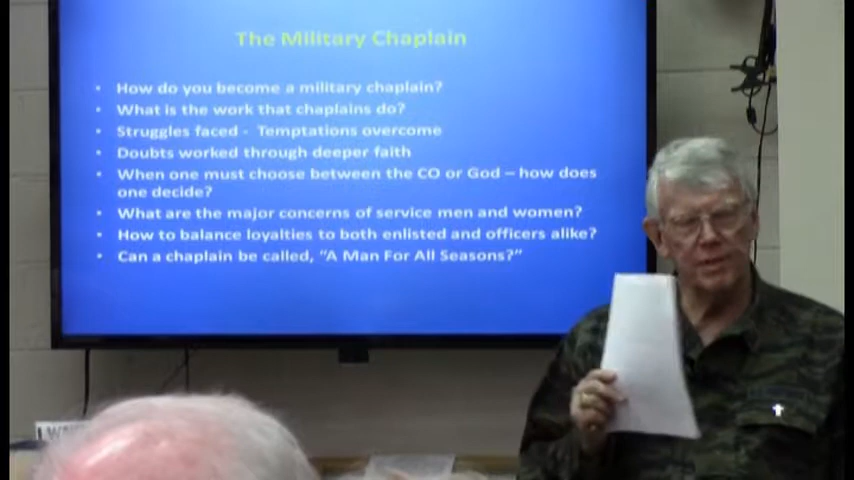 The Military Chaplain
• How do you become a military chaplain?
• What is the work that chaplains do?
• Struggles faced - Temptations overcome
• Doubts worked through deeper faith
• When one must choose between the CO or God – how does
one decide?
• What are the major concerns of service men and women?
• How to balance loyalties to both enlisted and officers alike?
• Can a chaplain be called, "A Man For All Seasons?"